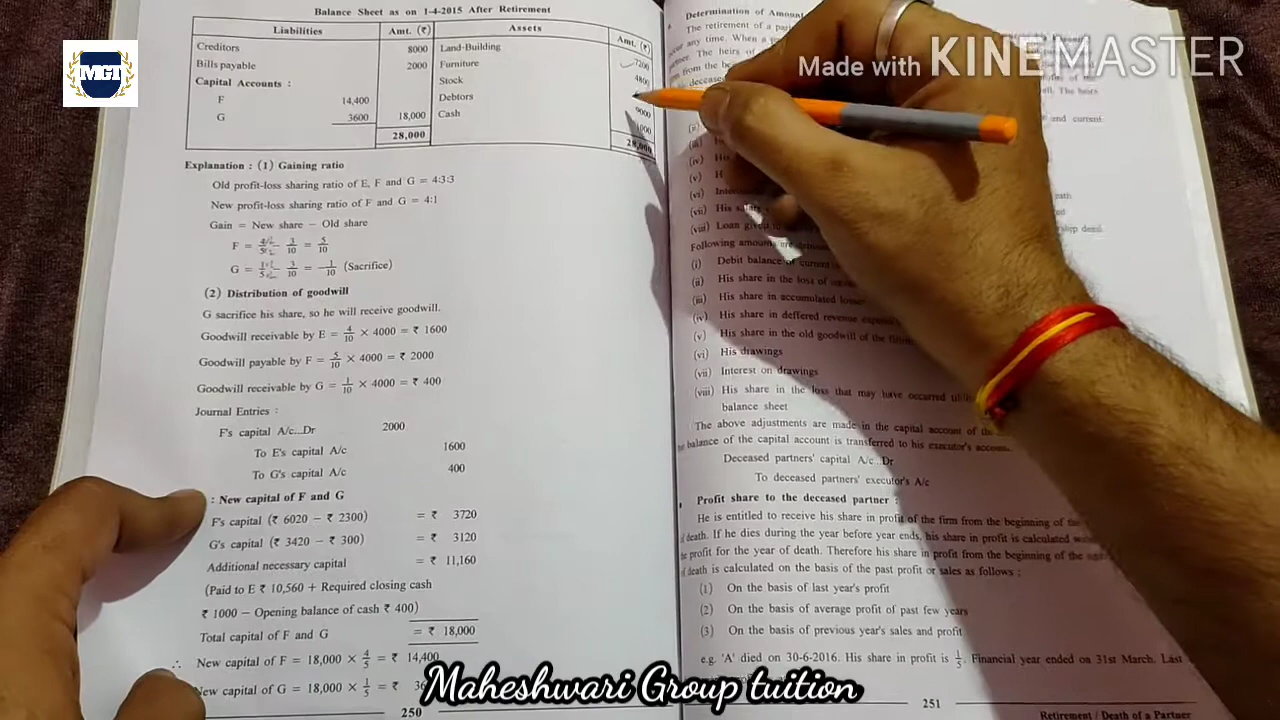 Balance Sheet as on 1-4-2015 After Retirement
Liabilities Amt. (₹) Assets Amt. (₹)
Creditors 8000 Land-Building
Bills payable 2000 Furniture 7200
Capital Accounts : Stock 4800
F 14,400 Debtors
G 3600 18,000 Cash
28,000 28,000
Explanation : (1) Gaining ratio
Old profit-loss sharing ratio of E, F and G = 4:3:3
New profit-loss sharing ratio of F and G = 4:1
Gain = New share − Old share
F = 4/5 − 3/10 = 5/10
G = 1/5 − 3/10 = −1/10 (Sacrifice)
(2) Distribution of goodwill
G sacrifice his share, so he will receive goodwill.
Goodwill receivable by E = 4/10 × 4000 = ₹ 1600
Goodwill payable by F = 5/10 × 4000 = ₹ 2000
Goodwill receivable by G = 1/10 × 4000 = ₹ 400
Journal Entries :
F's capital A/c...Dr 2000
To E's capital A/c 1600
To G's capital A/c 400
: New capital of F and G
F's capital (₹ 6020 − ₹ 2300) = ₹ 3720
G's capital (₹ 3420 − ₹ 300) = ₹ 3120
Additional necessary capital = ₹ 11,160
(Paid to E ₹ 10,560 + Required closing cash
₹ 1000 − Opening balance of cash ₹ 400)
Total capital of F and G = ₹ 18,000
∴ New capital of F = 18,000 × 4/5 = ₹ 14,400
New capital of G = 18,000 × 1/5 = ₹
250
Determination of Amount
The retirement of a
any time. When a
The heirs of
from the
(iii)
(iv)
(v)
(vi)
(vii) His
(viii) Loan
Following amounts are
(i) Debit balance of
(ii) His share in the loss of
(iii) His share in accumulated
(iv) His share in deffered revenue
(v) His share in the old goodwill of the
(vi) His drawings
(vii) Interest on drawings
(viii) His share in the loss that may have occurred
balance sheet
The above adjustments are made in the capital account of the
balance of the capital account is transferred to his executor's
Deceased partners' capital A/c...Dr
To deceased partners' executor's A/c
Profit share to the deceased partner :
He is entitled to receive his share in profit of the firm from the beginning of the
death. If he dies during the year before year ends, his share in profit is calculated
profit for the year of death. Therefore his share in profit from the beginning of the
death is calculated on the basis of the past profit or sales as follows :
(1) On the basis of last year's profit
(2) On the basis of average profit of past few years
(3) On the basis of previous year's sales and profit
e.g. 'A' died on 30-6-2016. His share in profit is 1/5. Financial year ended on 31st March. Last
251
Retirement / Death of a Partner
MGT
Made with KINEMASTER
Maheshwari Group tuition